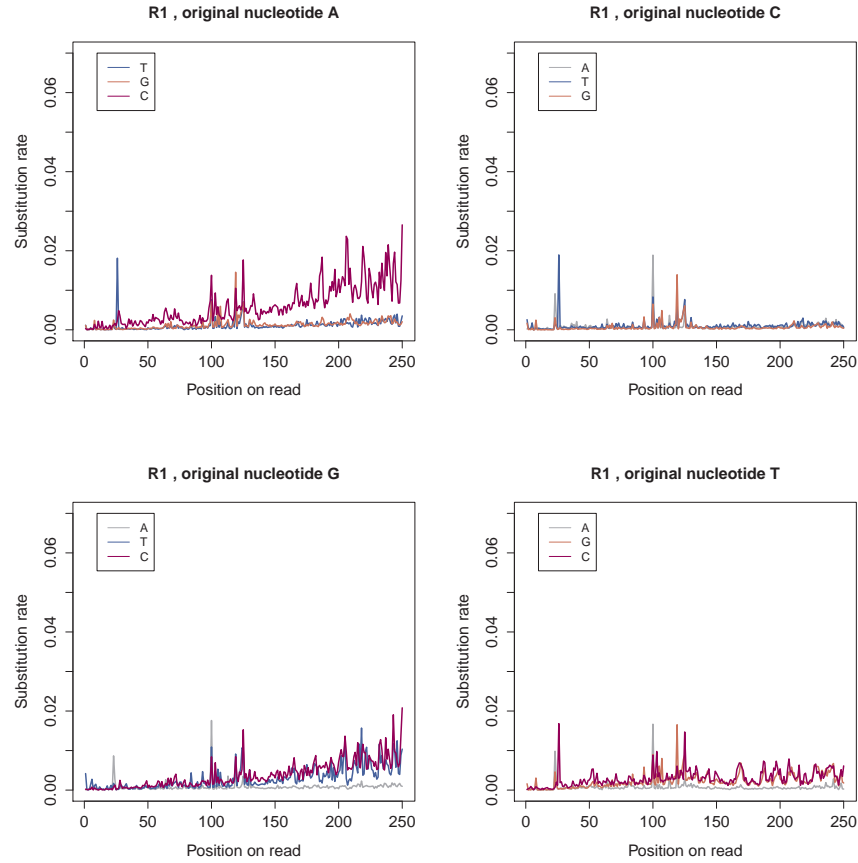 R1 , original nucleotide A
T
G
C
Substitution rate
0.00
0.02
0.04
0.06
0
50
100
150
200
250
Position on read
R1 , original nucleotide C
A
T
G
Substitution rate
0.00
0.02
0.04
0.06
0
50
100
150
200
250
Position on read
R1 , original nucleotide G
A
T
C
Substitution rate
0.00
0.02
0.04
0.06
0
50
100
150
200
250
Position on read
R1 , original nucleotide T
A
G
C
Substitution rate
0.00
0.02
0.04
0.06
0
50
100
150
200
250
Position on read